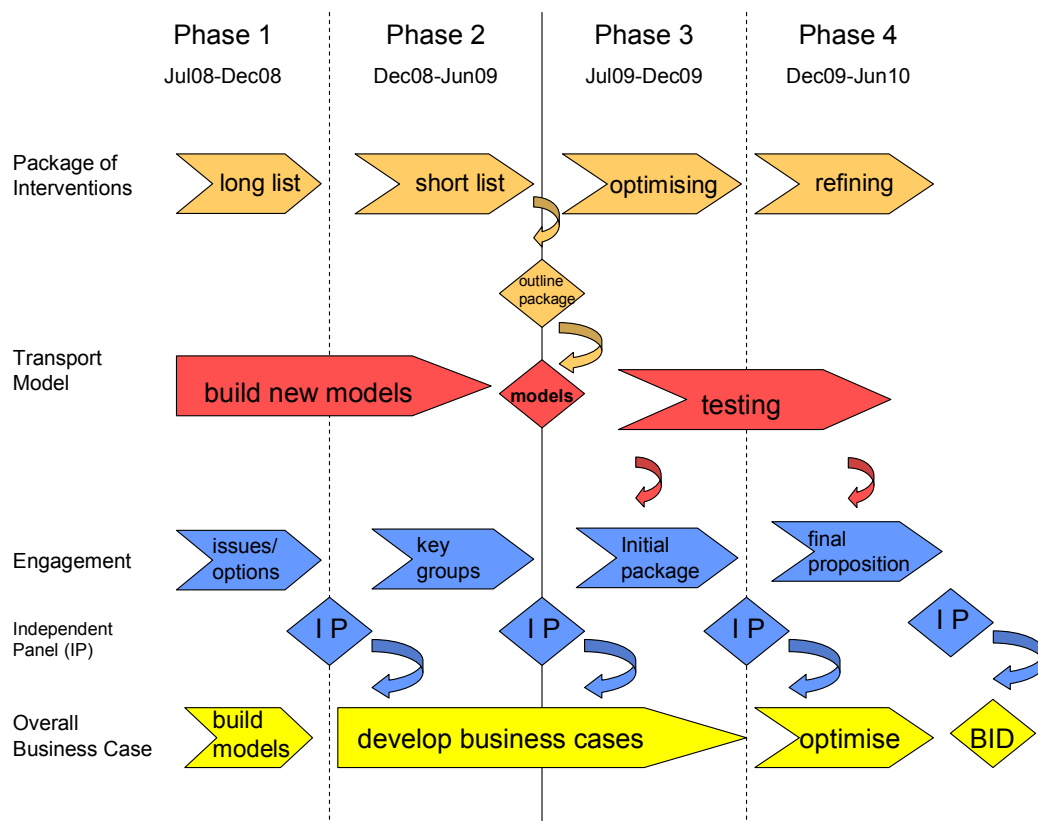 Phase 1
Phase 2
Phase 3
Phase 4
Jul08-Dec08
Dec08-Jun09
Jul09-Dec09
Dec09-Jun10
Package of
Interventions
long list
short list
optimising
refining
outline
package
Transport
Model
build new models
models
testing
Engagement
issues/
options
key
groups
Initial
package
final
proposition
Independent
Panel (IP)
I P
I P
I P
I P
Overall
Business Case
build
models
develop business cases
optimise
BID